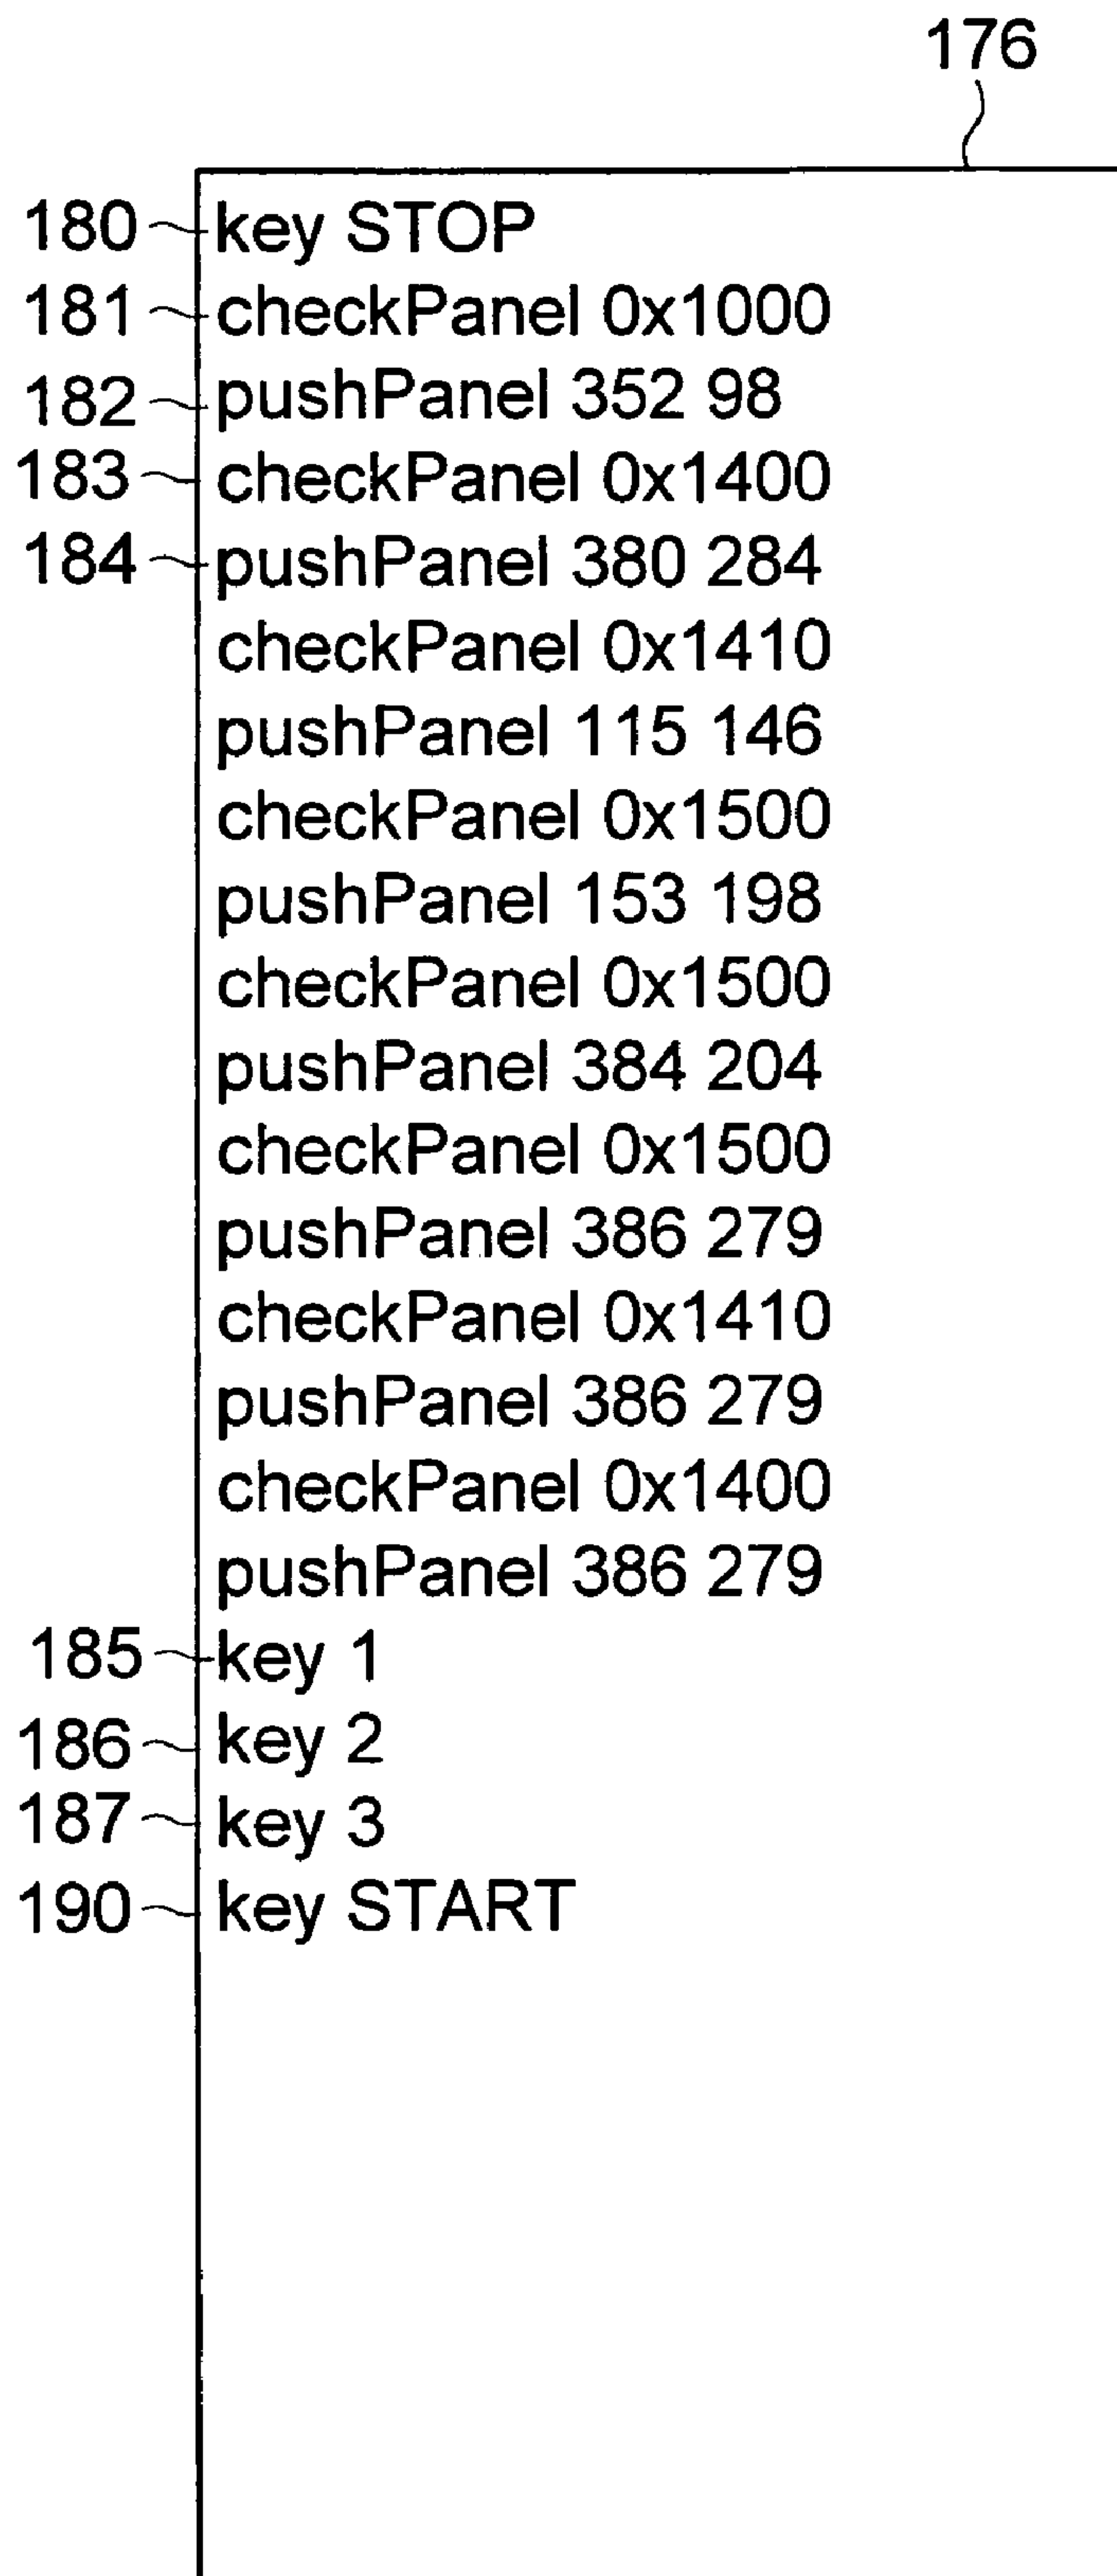 176
180 key STOP
181 checkPanel 0x1000
182 pushPanel 352 98
183 checkPanel 0x1400
184 pushPanel 380 284
checkPanel 0x1410
pushPanel 115 146
checkPanel 0x1500
pushPanel 153 198
checkPanel 0x1500
pushPanel 384 204
checkPanel 0x1500
pushPanel 386 279
checkPanel 0x1410
pushPanel 386 279
checkPanel 0x1400
pushPanel 386 279
185 key 1
186 key 2
187 key 3
190 key START